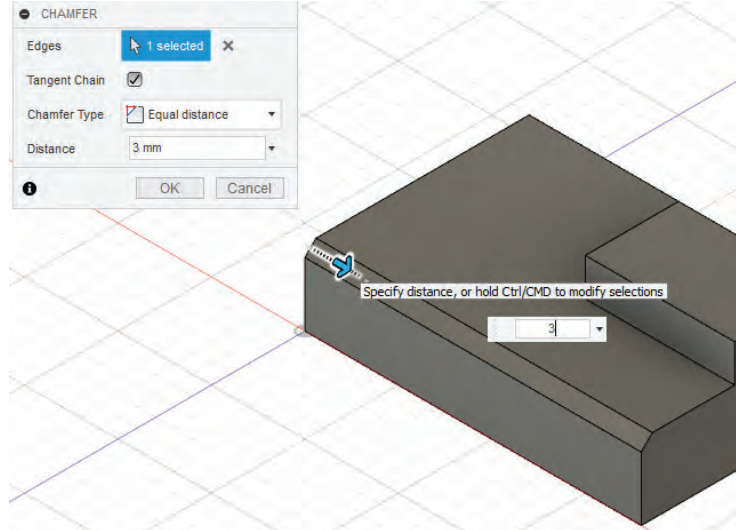 CHAMFER
Edges 1 selected
Tangent Chain
Chamfer Type Equal distance
Distance 3 mm
OK Cancel
Specify distance, or hold Ctrl/CMD to modify selections
3